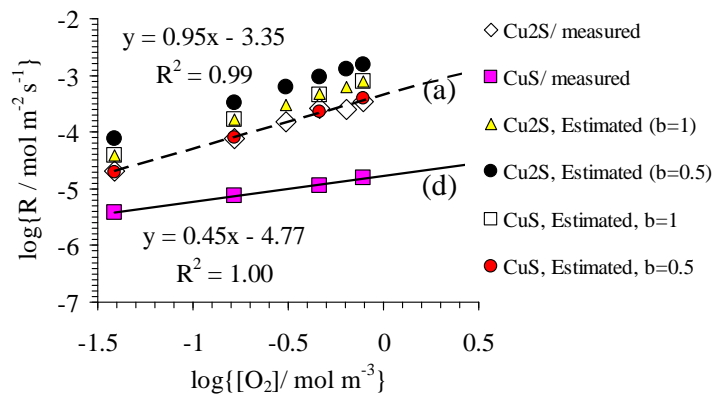 -2
-3
-4
-5
-6
-7
-1.5
-1
-0.5
0
0.5
log{R / mol m⁻² s⁻¹}
log{[O₂]/ mol m⁻³}
y = 0.95x - 3.35
R² = 0.99
(a)
(d)
y = 0.45x - 4.77
R² = 1.00
Cu2S/ measured
CuS/ measured
Cu2S, Estimated (b=1)
Cu2S, Estimated (b=0.5)
CuS, Estimated, b=1
CuS, Estimated, b=0.5